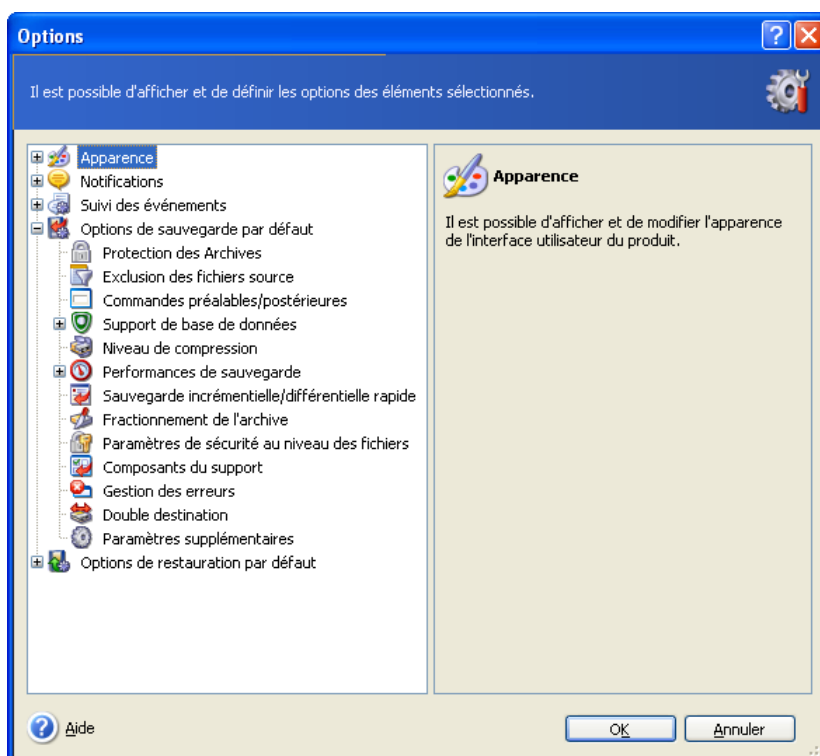 Options
Il est possible d'afficher et de définir les options des éléments sélectionnés.
Apparence
Notifications
Suivi des événements
Options de sauvegarde par défaut
Protection des Archives
Exclusion des fichiers source
Commandes préalables/postérieures
Support de base de données
Niveau de compression
Performances de sauvegarde
Sauvegarde incrémentielle/différentielle rapide
Fractionnement de l'archive
Paramètres de sécurité au niveau des fichiers
Composants du support
Gestion des erreurs
Double destination
Paramètres supplémentaires
Options de restauration par défaut
Apparence
Il est possible d'afficher et de modifier l'apparence
de l'interface utilisateur du produit.
Aide
OK
Annuler